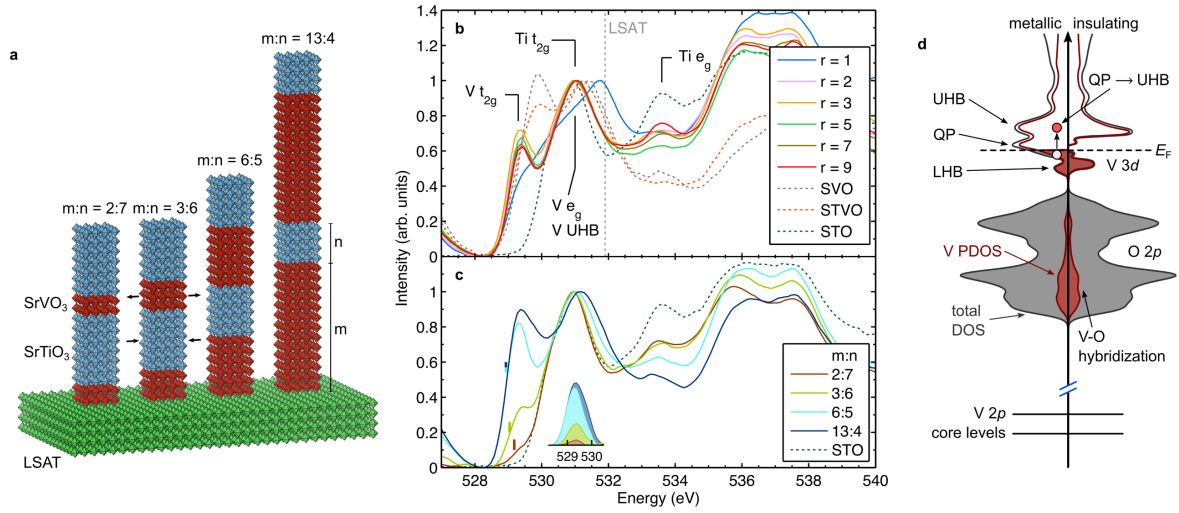 a
m:n = 13:4
m:n = 6:5
m:n = 2:7
m:n = 3:6
n
m
SrVO3
SrTiO3
LSAT
b
LSAT
Ti t2g
Ti eg
V t2g
V eg
V UHB
r = 1
r = 2
r = 3
r = 5
r = 7
r = 9
SVO
STVO
STO
1.4
1.2
1
0.8
0.6
0.4
0.2
0
Intensity (arb. units)
c
1
0.8
0.6
0.4
0.2
0
529 530
m:n
2:7
3:6
6:5
13:4
STO
528 530 532 534 536 538 540
Energy (eV)
d
metallic insulating
QP → UHB
UHB
QP
EF
LHB
V 3d
V PDOS
O 2p
total
DOS
V-O
hybridization
V 2p
core levels